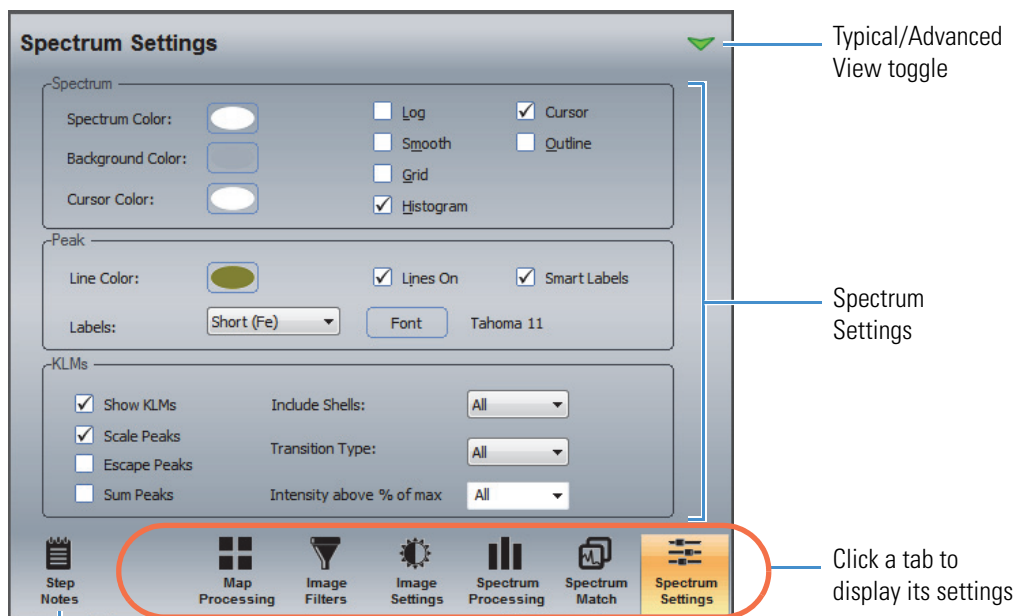 Spectrum Settings
Typical/Advanced
View toggle
Spectrum
Spectrum Color:
Log
Cursor
Smooth
Outline
Background Color:
Grid
Cursor Color:
Histogram
Peak
Line Color:
Lines On
Smart Labels
Labels:
Short (Fe)
Font
Tahoma 11
Spectrum
Settings
KLMs
Show KLMs
Include Shells:
All
Scale Peaks
Transition Type:
All
Escape Peaks
Sum Peaks
Intensity above % of max
All
Step
Notes
Map
Processing
Image
Filters
Image
Settings
Spectrum
Processing
Spectrum
Match
Spectrum
Settings
Click a tab to
display its settings